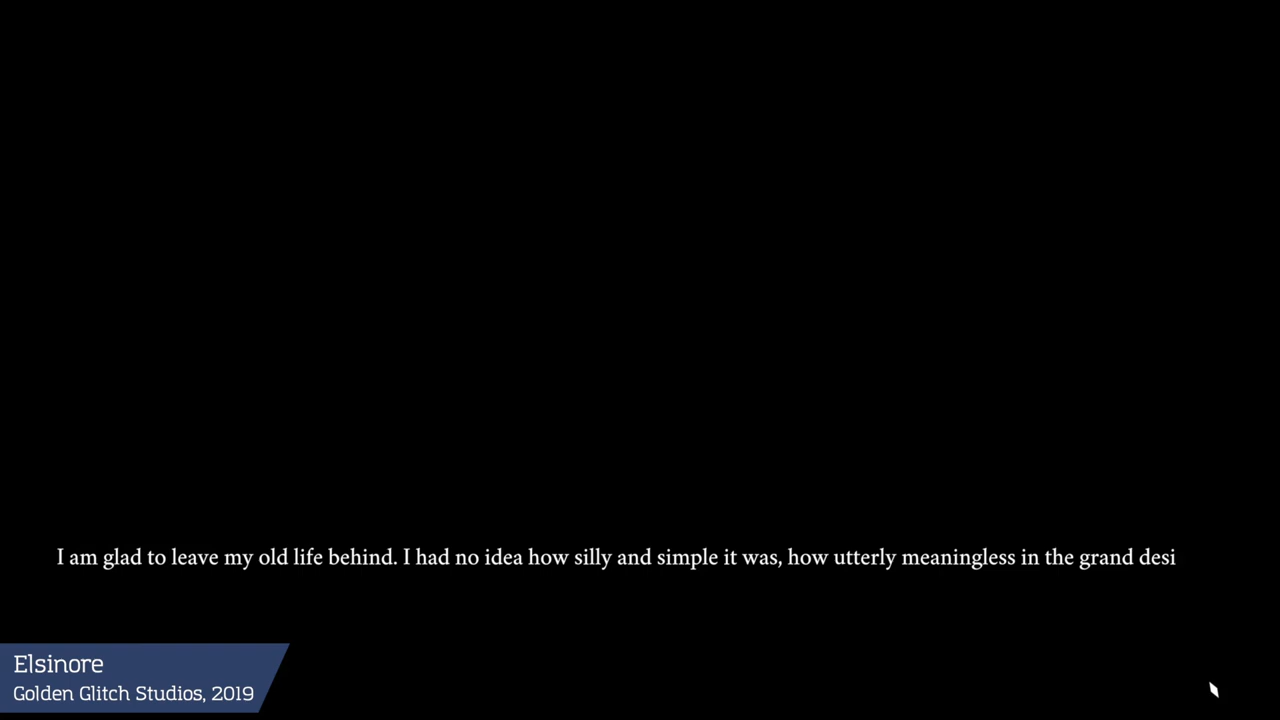 I am glad to leave my old life behind. I had no idea how silly and simple it was, how utterly meaningless in the grand desi
Elsinore
Golden Glitch Studios, 2019